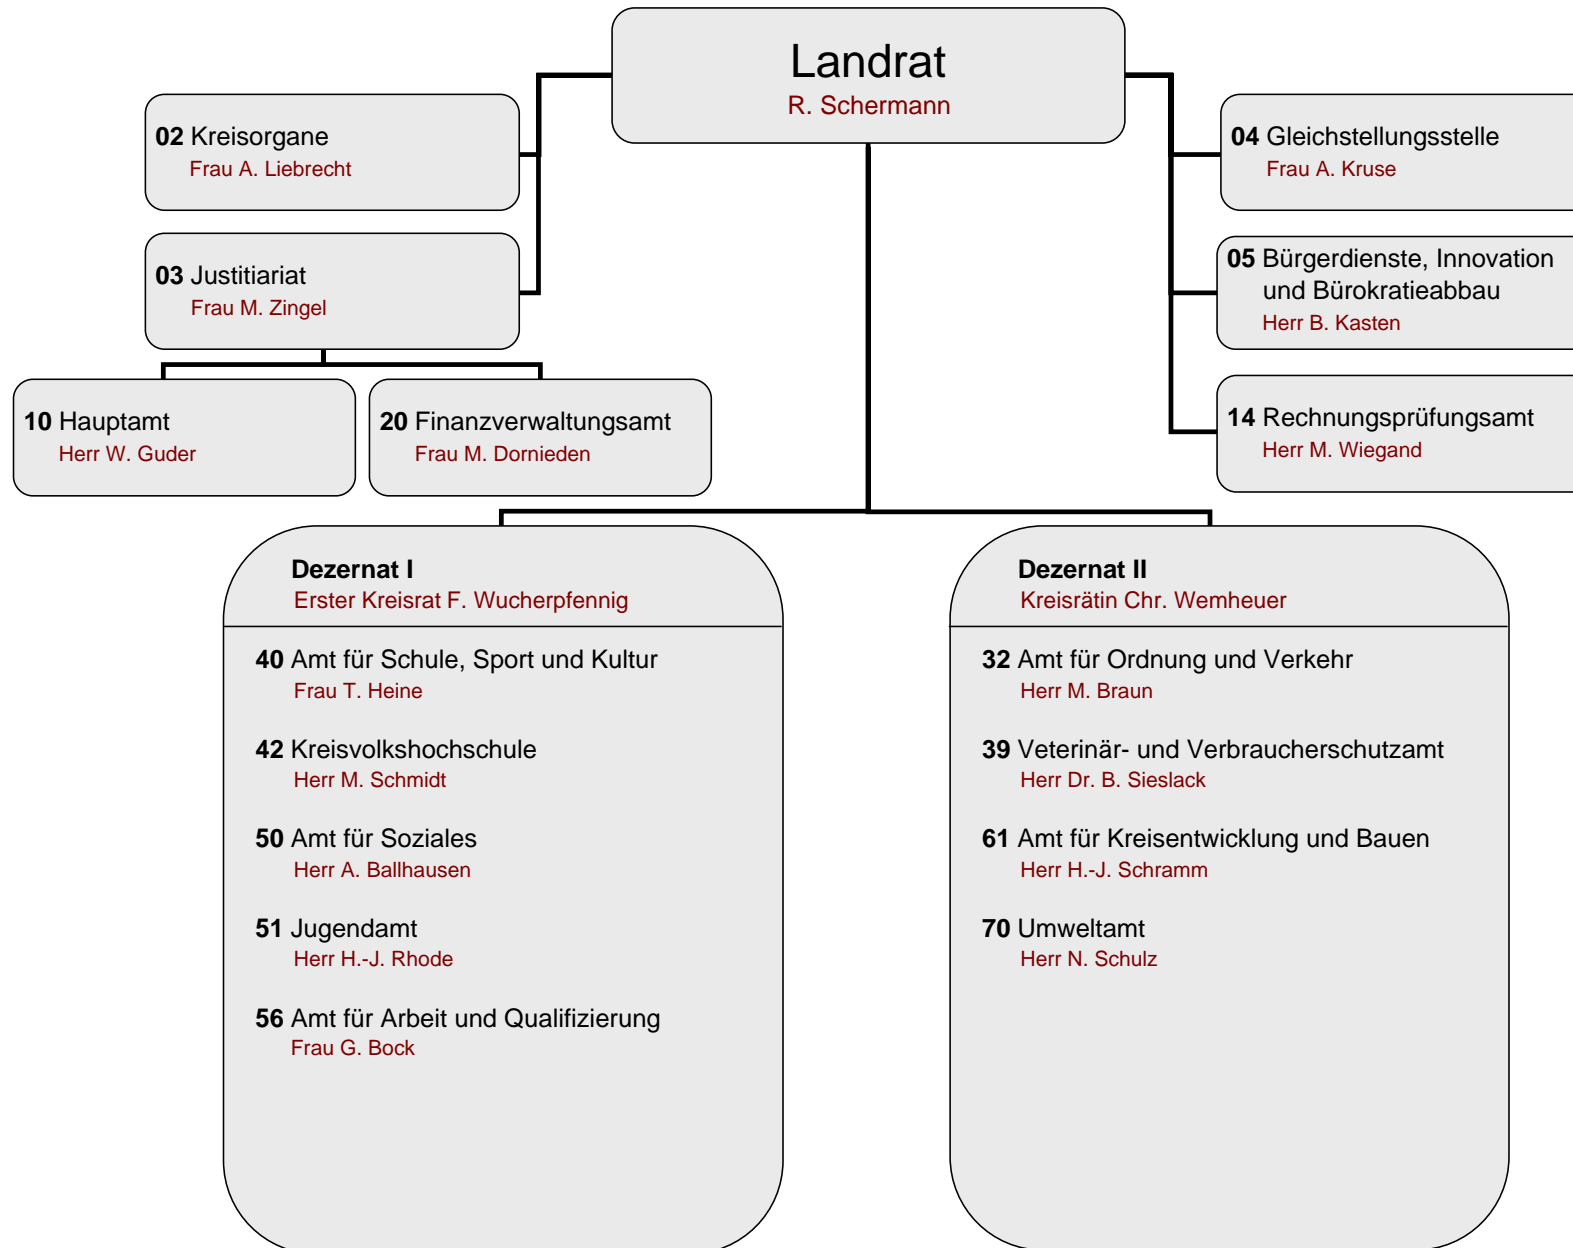 Landrat
R. Schermann
02 Kreisorgane
Frau A. Liebrecht
03 Justitiariat
Frau M. Zingel
10 Hauptamt
Herr W. Guder
20 Finanzverwaltungsamt
Frau M. Dornieden
04 Gleichstellungsstelle
Frau A. Kruse
05 Bürgerdienste, Innovation
und Bürokratieabbau
Herr B. Kasten
14 Rechnungsprüfungsamt
Herr M. Wiegand
Dezernat I
Erster Kreisrat F. Wucherpfennig
40 Amt für Schule, Sport und Kultur
Frau T. Heine
42 Kreisvolkshochschule
Herr M. Schmidt
50 Amt für Soziales
Herr A. Ballhausen
51 Jugendamt
Herr H.-J. Rhode
56 Amt für Arbeit und Qualifizierung
Frau G. Bock
Dezernat II
Kreisrätin Chr. Wemheuer
32 Amt für Ordnung und Verkehr
Herr M. Braun
39 Veterinär- und Verbraucherschutzamt
Herr Dr. B. Sieslack
61 Amt für Kreisentwicklung und Bauen
Herr H.-J. Schramm
70 Umweltamt
Herr N. Schulz